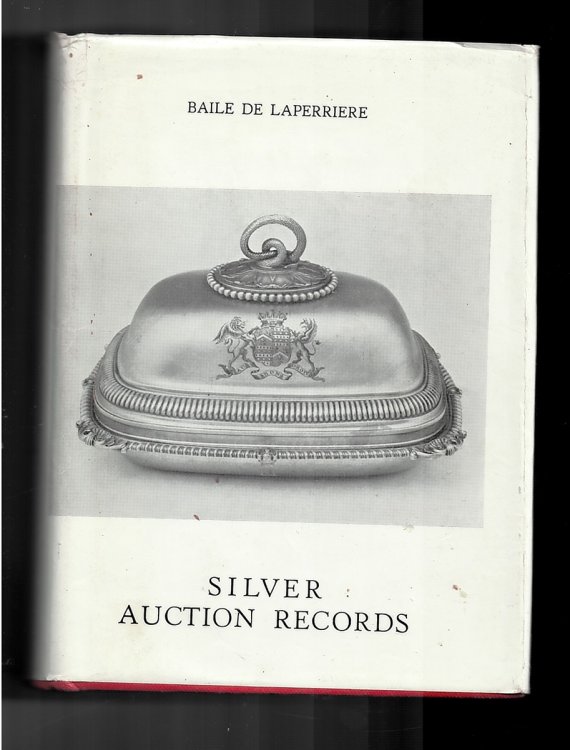 BAILE DE LAPERRIERE
SILVER
AUCTION RECORDS